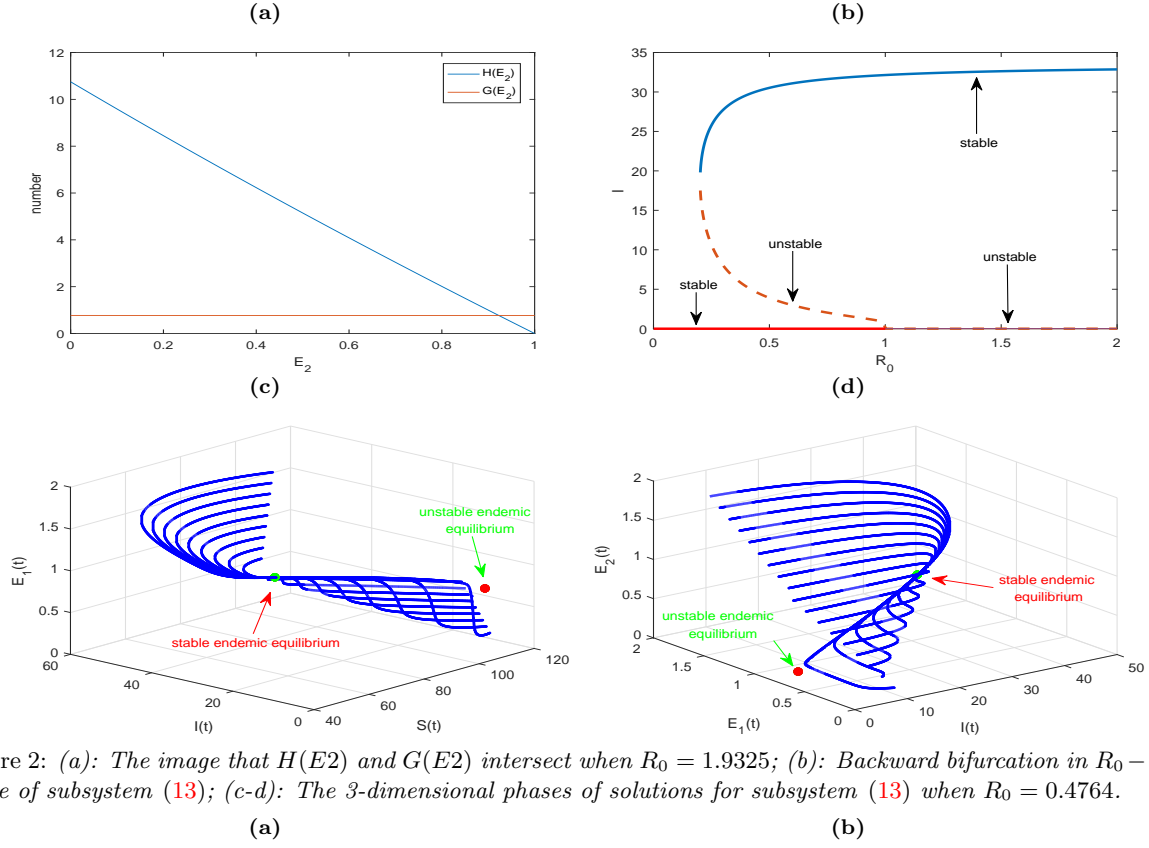 (a)
(b)
12
10
8
6
4
2
0
number
H(E2)
G(E2)
0
0.2
0.4
0.6
0.8
1
E2
35
30
25
20
15
10
5
0
I
stable
unstable
stable
unstable
0
0.5
1
1.5
2
R0
(c)
(d)
2
1.5
1
0.5
0
E1(t)
unstable endemic
equilibrium
stable endemic equilibrium
60
40
20
0
I(t)
40
60
80
100
120
S(t)
2
1.5
1
0.5
0
E2(t)
stable endemic
equilibrium
unstable endemic
equilibrium
2
1.5
1
0.5
0
E1(t)
0
10
20
30
40
50
I(t)
re 2: (a): The image that H(E2) and G(E2) intersect when R0 = 1.9325; (b): Backward bifurcation in R0 −
e of subsystem (13); (c-d): The 3-dimensional phases of solutions for subsystem (13) when R0 = 0.4764.
(a)
(b)